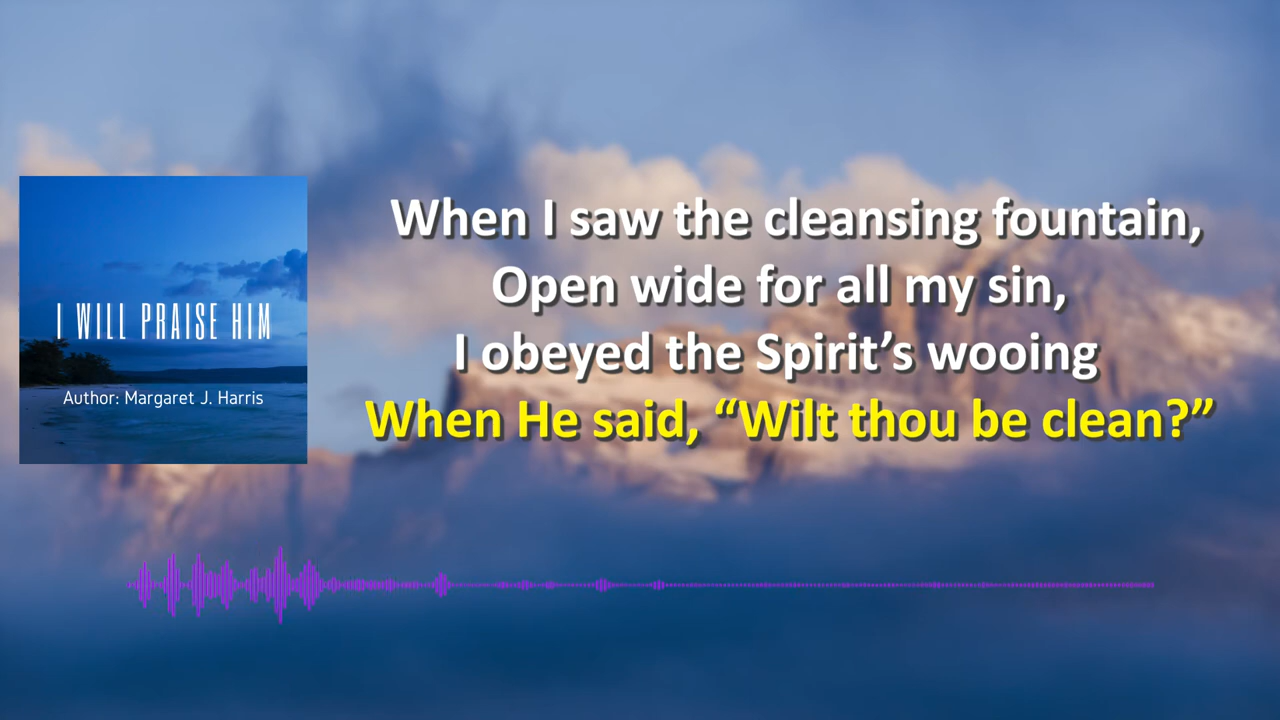 I WILL PRAISE HIM
Author: Margaret J. Harris
When I saw the cleansing fountain,
Open wide for all my sin,
I obeyed the Spirit’s wooing
When He said, “Wilt thou be clean?”